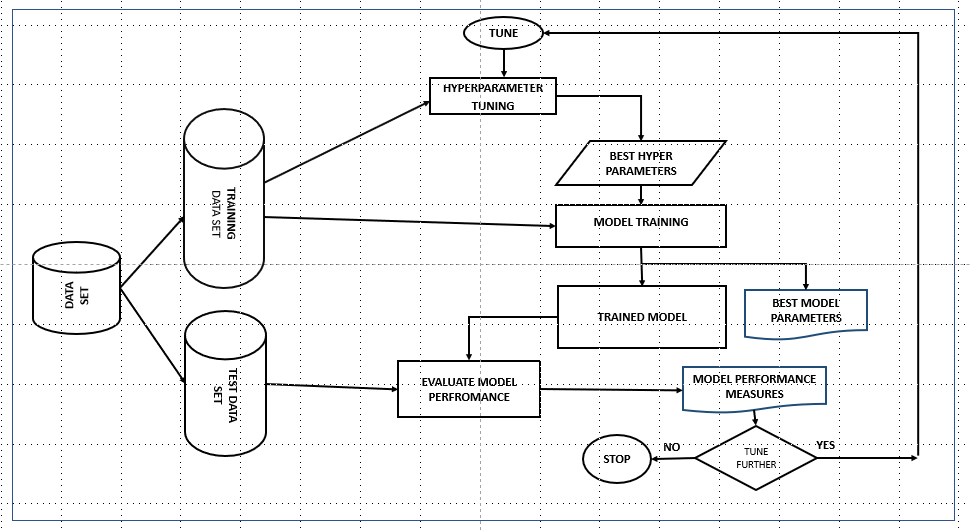 TUNE
HYPERPARAMETER
TUNING
BEST HYPER
PARAMETERS
TRAINING
DATA SET
MODEL TRAINING
DATA
SET
TRAINED MODEL
BEST MODEL
PARAMETERS
TEST DATA
SET
EVALUATE MODEL
PERFROMANCE
MODEL PERFORMANCE
MEASURES
TUNE
FURTHER
NO
YES
STOP